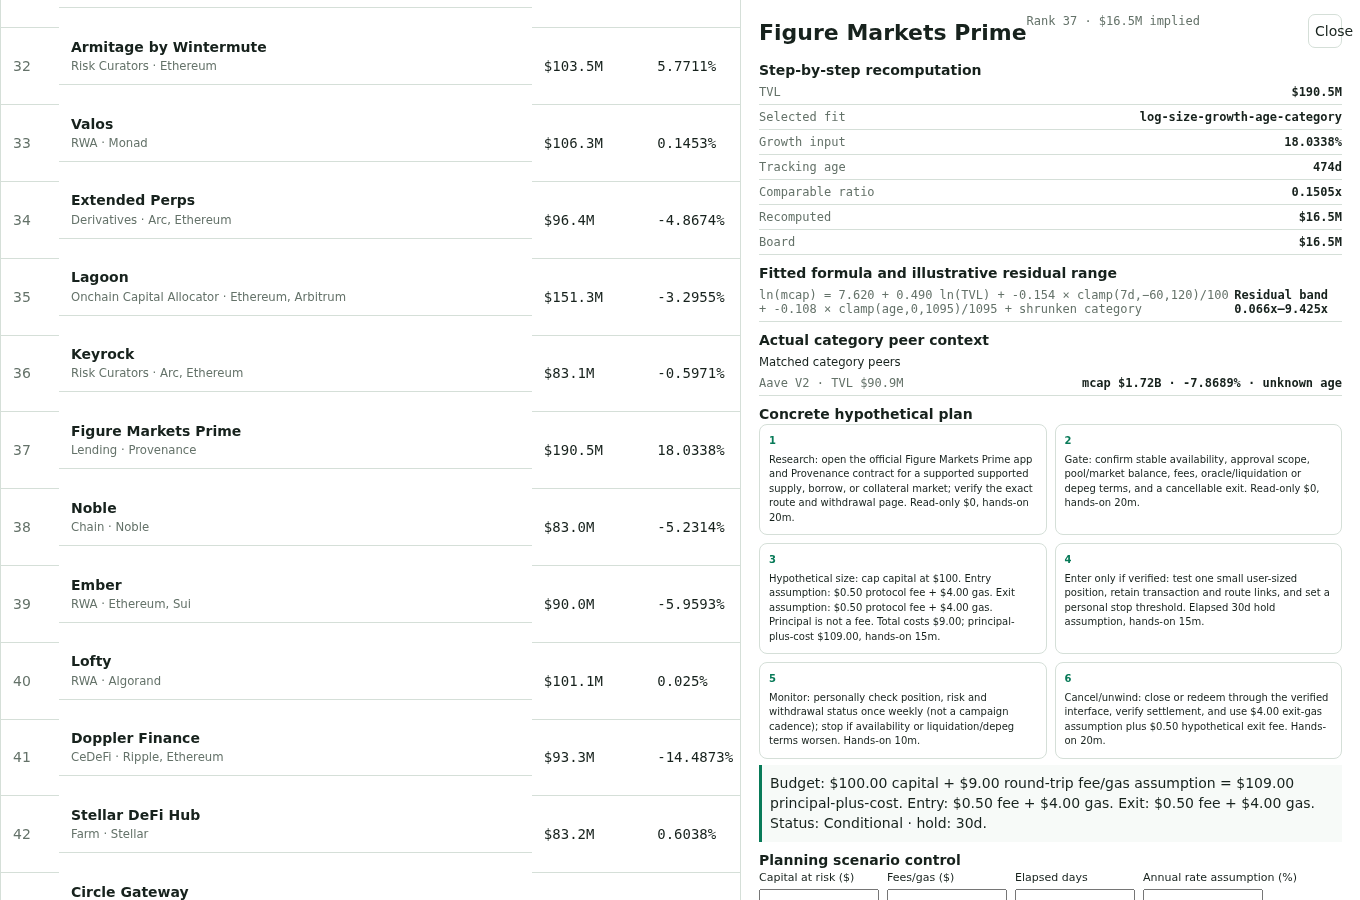 32
Armitage by Wintermute
Risk Curators · Ethereum
$103.5M
5.7711%
33
Valos
RWA · Monad
$106.3M
0.1453%
34
Extended Perps
Derivatives · Arc, Ethereum
$96.4M
-4.8674%
35
Lagoon
Onchain Capital Allocator · Ethereum, Arbitrum
$151.3M
-3.2955%
36
Keyrock
Risk Curators · Arc, Ethereum
$83.1M
-0.5971%
37
Figure Markets Prime
Lending · Provenance
$190.5M
18.0338%
38
Noble
Chain · Noble
$83.0M
-5.2314%
39
Ember
RWA · Ethereum, Sui
$90.0M
-5.9593%
40
Lofty
RWA · Algorand
$101.1M
0.025%
41
Doppler Finance
CeDeFi · Ripple, Ethereum
$93.3M
-14.4873%
42
Stellar DeFi Hub
Farm · Stellar
$83.2M
0.6038%
Circle Gateway
Figure Markets Prime
Rank 37 · $16.5M implied
Close
Step-by-step recomputation
TVL $190.5M
Selected fit log-size-growth-age-category
Growth input 18.0338%
Tracking age 474d
Comparable ratio 0.1505x
Recomputed $16.5M
Board $16.5M
Fitted formula and illustrative residual range
ln(mcap) = 7.620 + 0.490 ln(TVL) + -0.154 × clamp(7d,−60,120)/100
+ -0.108 × clamp(age,0,1095)/1095 + shrunken category
Residual band
0.066x–9.425x
Actual category peer context
Matched category peers
Aave V2 · TVL $90.9M mcap $1.72B · -7.8689% · unknown age
Concrete hypothetical plan
1
Research: open the official Figure Markets Prime app
and Provenance contract for a supported supported
supply, borrow, or collateral market; verify the exact
route and withdrawal page. Read-only $0, hands-on
20m.
2
Gate: confirm stable availability, approval scope,
pool/market balance, fees, oracle/liquidation or
depeg terms, and a cancellable exit. Read-only $0,
hands-on 20m.
3
Hypothetical size: cap capital at $100. Entry
assumption: $0.50 protocol fee + $4.00 gas. Exit
assumption: $0.50 protocol fee + $4.00 gas.
Principal is not a fee. Total costs $9.00; principal-
plus-cost $109.00, hands-on 15m.
4
Enter only if verified: test one small user-sized
position, retain transaction and route links, and set a
personal stop threshold. Elapsed 30d hold
assumption, hands-on 15m.
5
Monitor: personally check position, risk and
withdrawal status once weekly (not a campaign
cadence); stop if availability or liquidation/depeg
terms worsen. Hands-on 10m.
6
Cancel/unwind: close or redeem through the verified
interface, verify settlement, and use $4.00 exit-gas
assumption plus $0.50 hypothetical exit fee. Hands-
on 20m.
Budget: $100.00 capital + $9.00 round-trip fee/gas assumption = $109.00
principal-plus-cost. Entry: $0.50 fee + $4.00 gas. Exit: $0.50 fee + $4.00 gas.
Status: Conditional · hold: 30d.
Planning scenario control
Capital at risk ($) Fees/gas ($) Elapsed days Annual rate assumption (%)